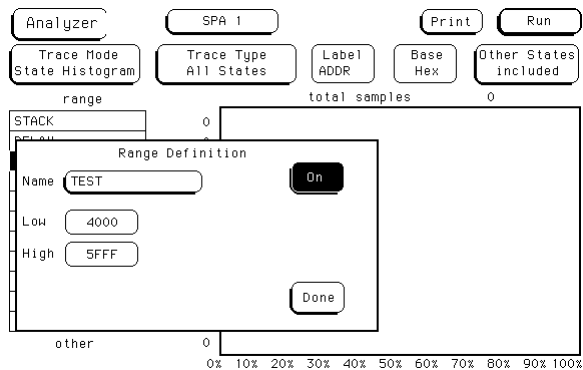 Analyzer SPA 1 Print Run
Trace Mode
State Histogram
Trace Type
All States
Label
ADDR
Base
Hex
Other States
included
range total samples 0
STACK 0
DELAY
Range Definition
Name TEST On
Low 4000
High 5FFF
Done
other 0
0% 10% 20% 30% 40% 50% 60% 70% 80% 90% 100%